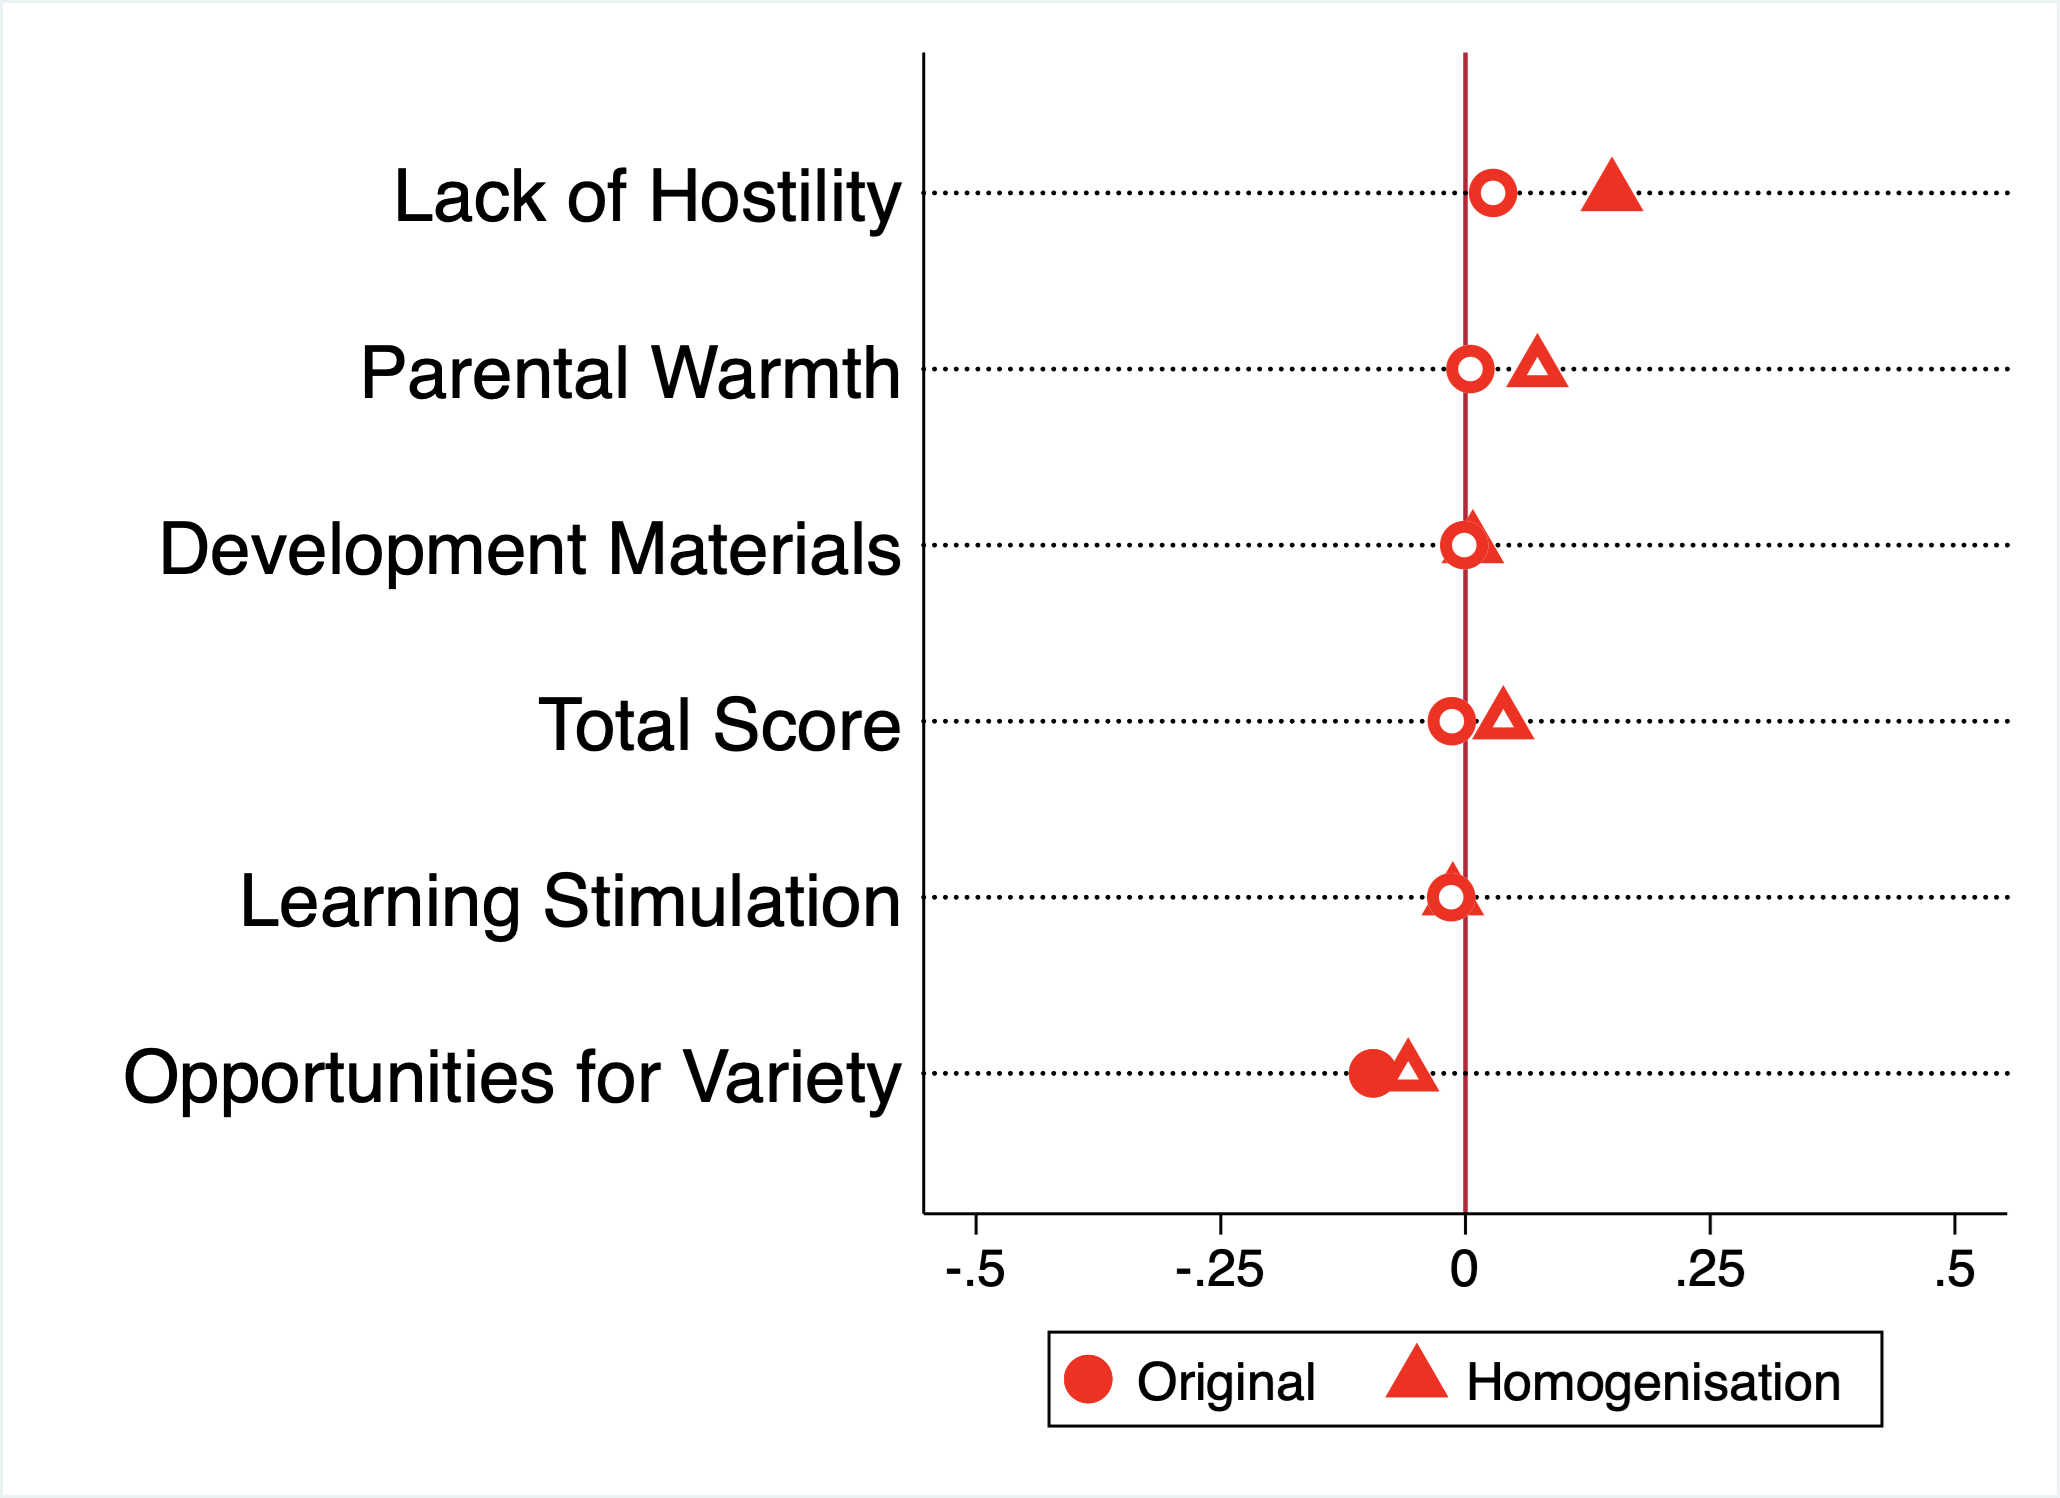 Lack of Hostility
Parental Warmth
Development Materials
Total Score
Learning Stimulation
Opportunities for Variety
-.5 -.25 0 .25 .5
Original Homogenisation